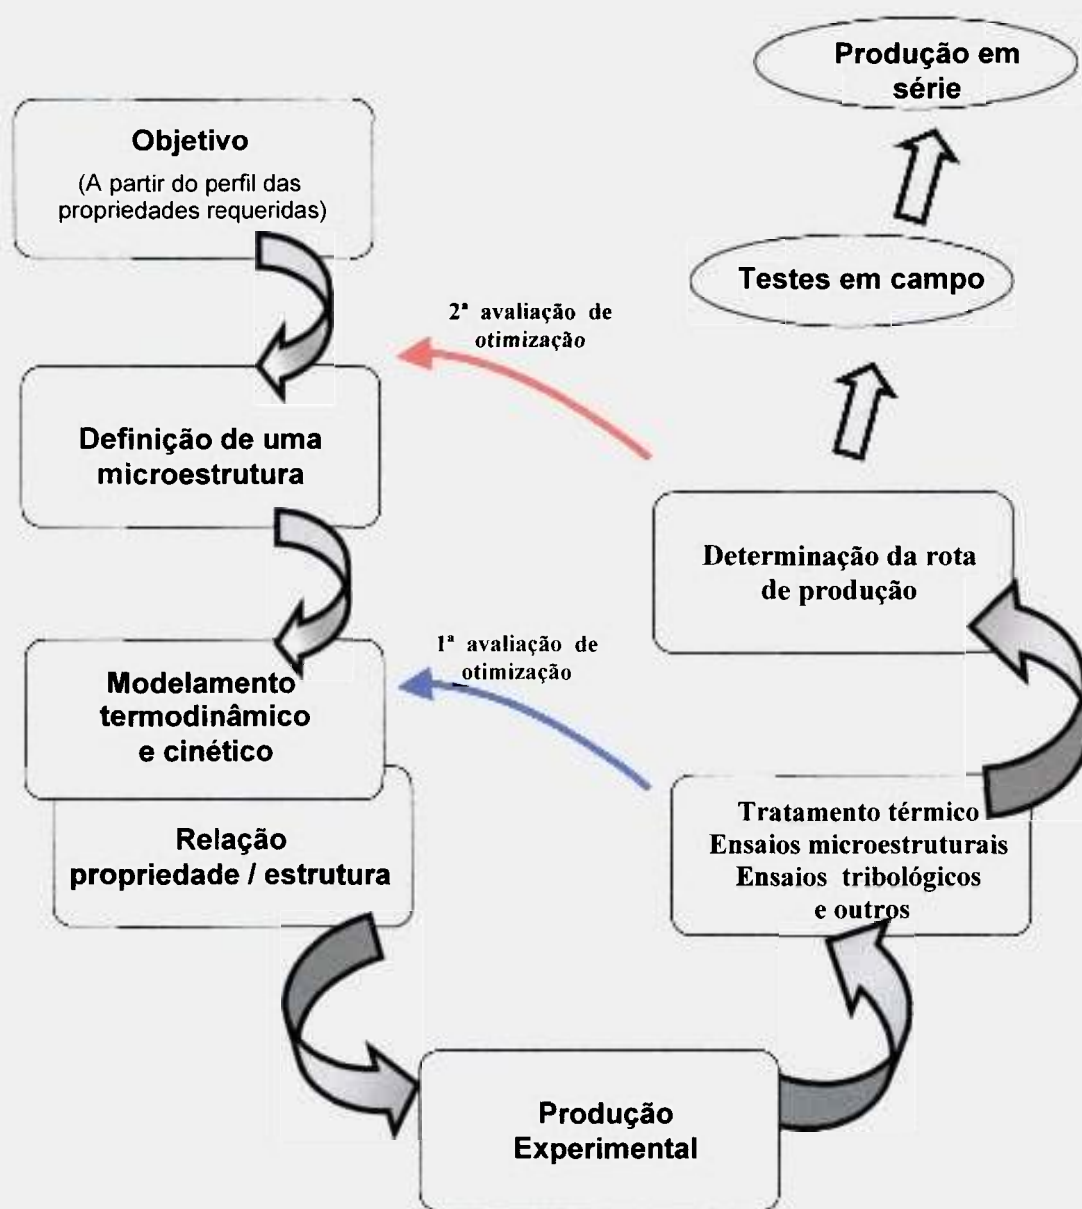 Objetivo
(A partir do perfil das
propriedades requeridas)
Definição de uma
microestrutura
Modelamento
termodinâmico
e cinético
Relação
propriedade / estrutura
Produção
Experimental
Tratamento térmico
Ensaios microestruturais
Ensaios tribológicos
e outros
1ª avaliação de
otimização
Determinação da rota
de produção
2ª avaliação de
otimização
Testes em campo
Produção em
série